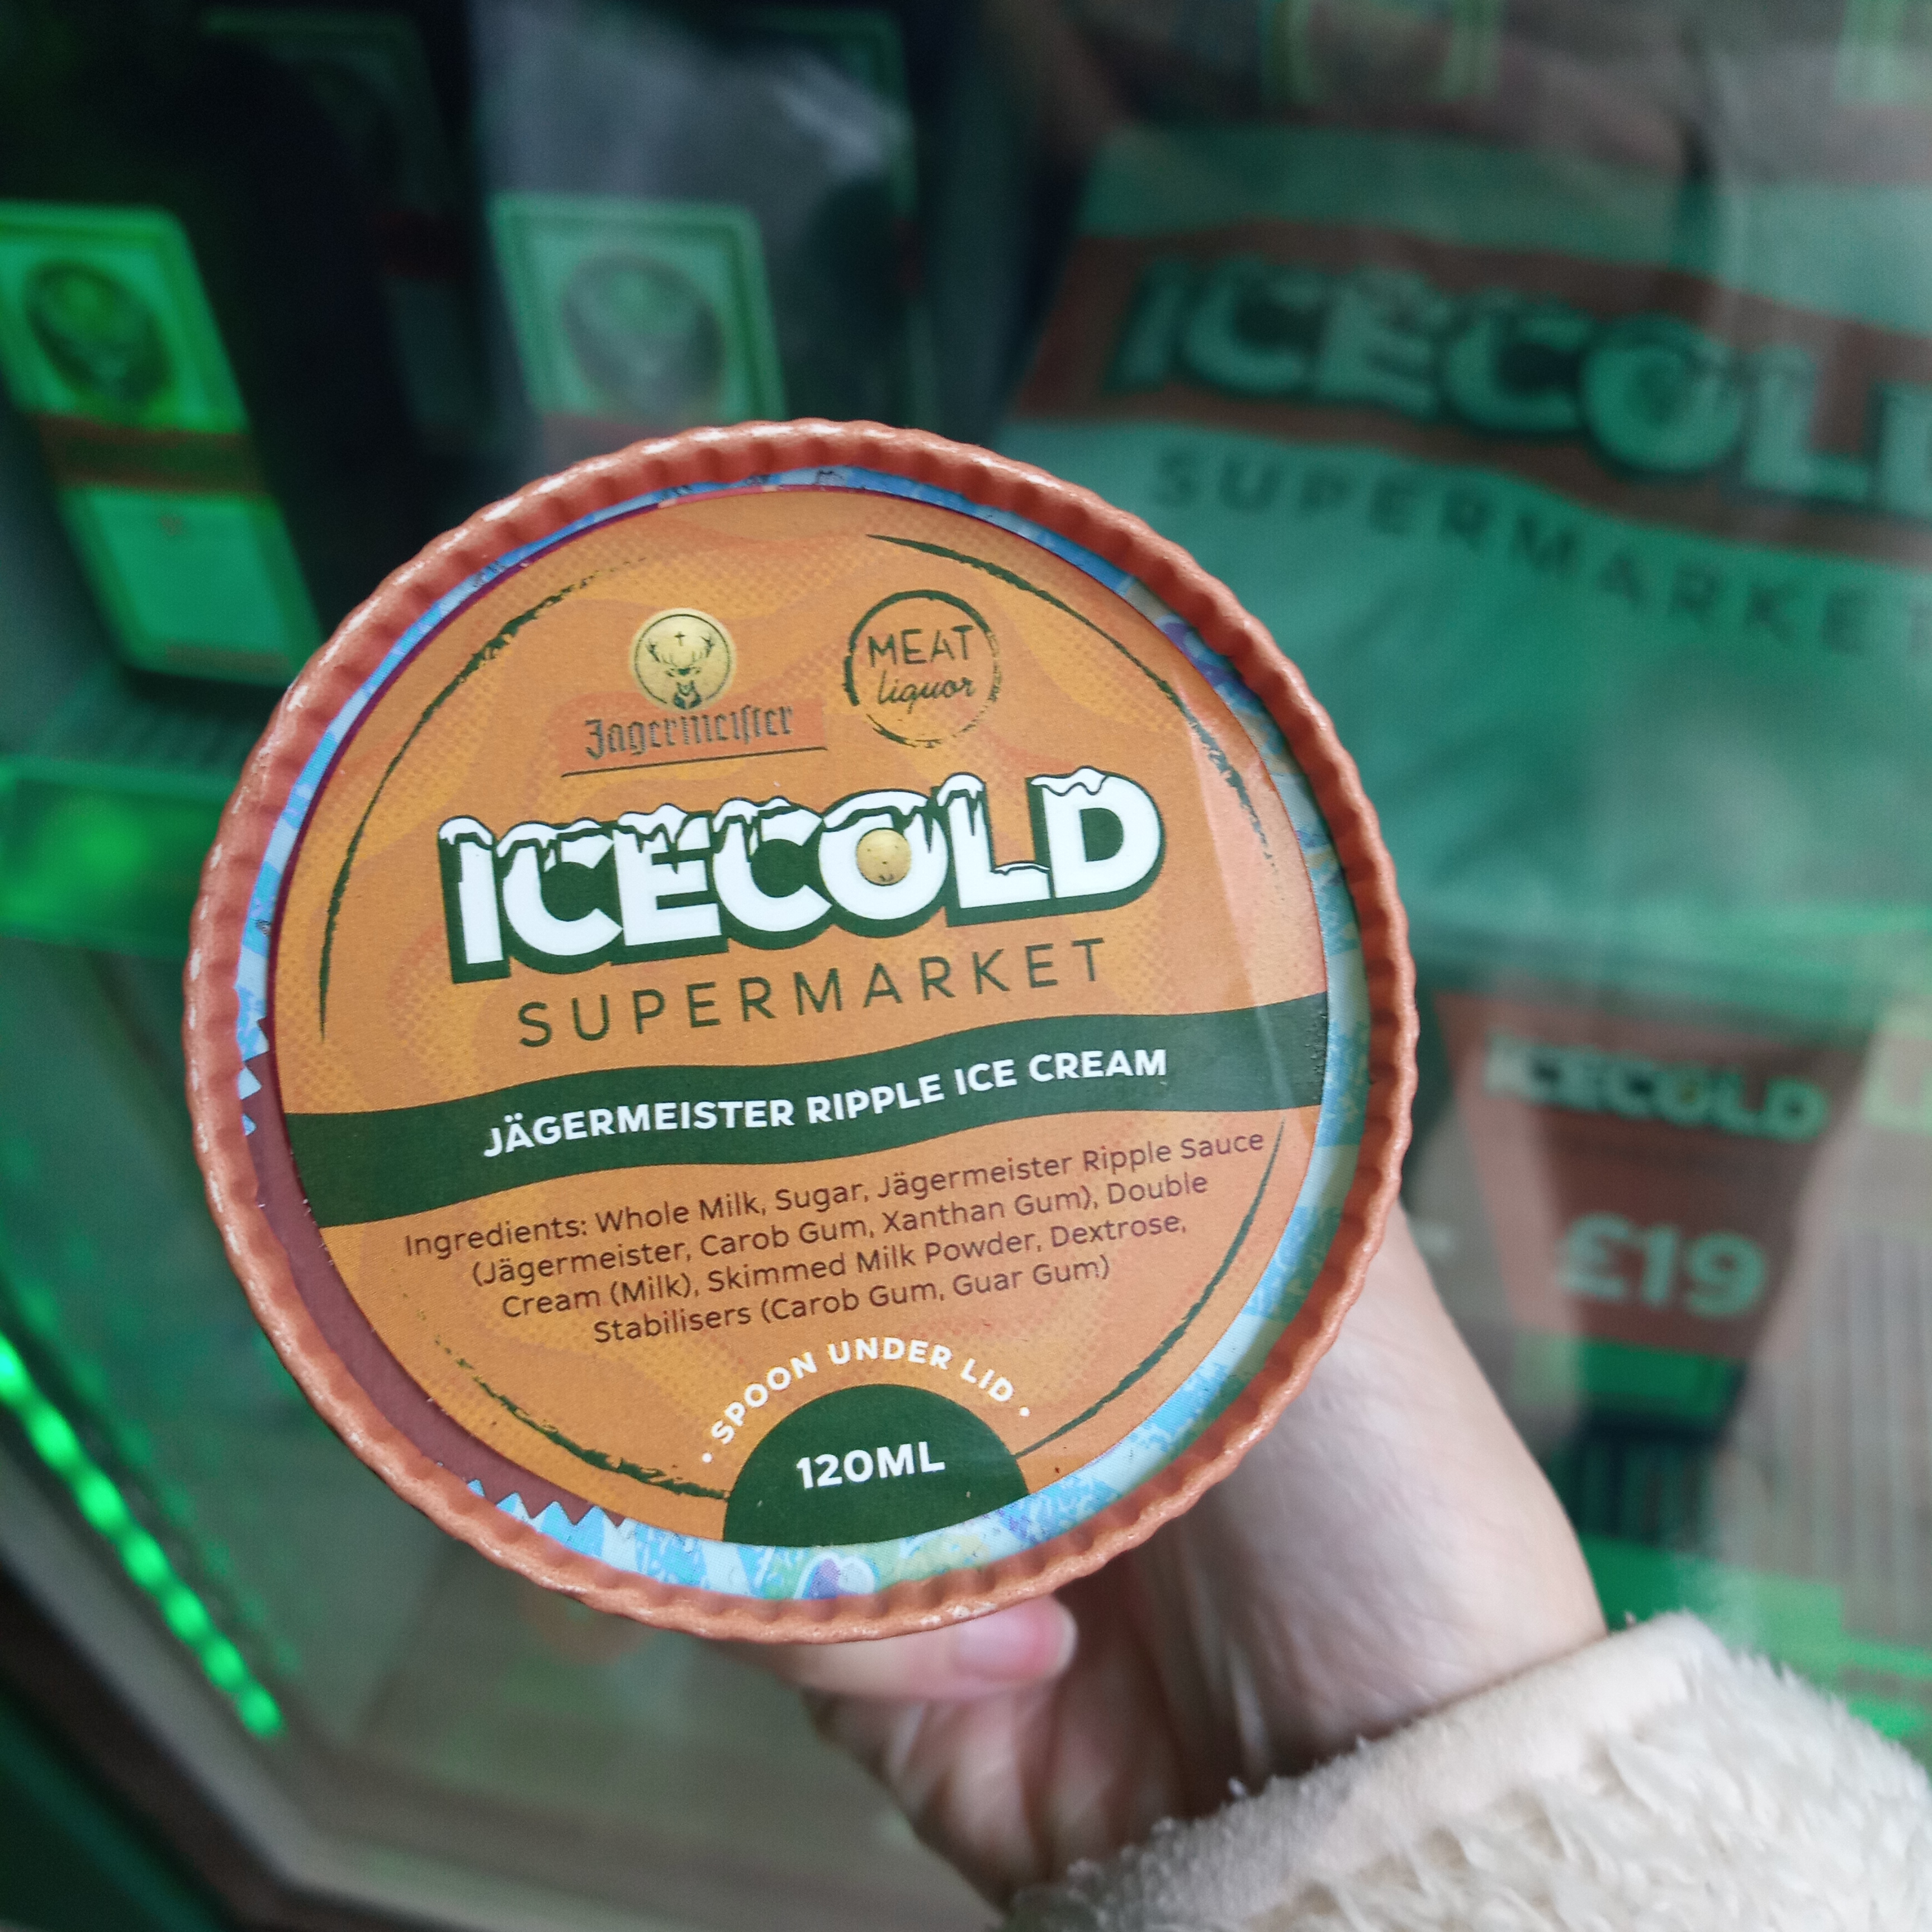 Jägermeister
MEAT
liquor
ICECOLD
SUPERMARKET
JÄGERMEISTER RIPPLE ICE CREAM
Ingredients: Whole Milk, Sugar, Jägermeister Ripple Sauce
(Jägermeister, Carob Gum, Xanthan Gum), Double
Cream (Milk), Skimmed Milk Powder, Dextrose,
Stabilisers (Carob Gum, Guar Gum)
• SPOON UNDER LID •
120ML
ICECOL
SUPERMARKE
ICECOLD
£19